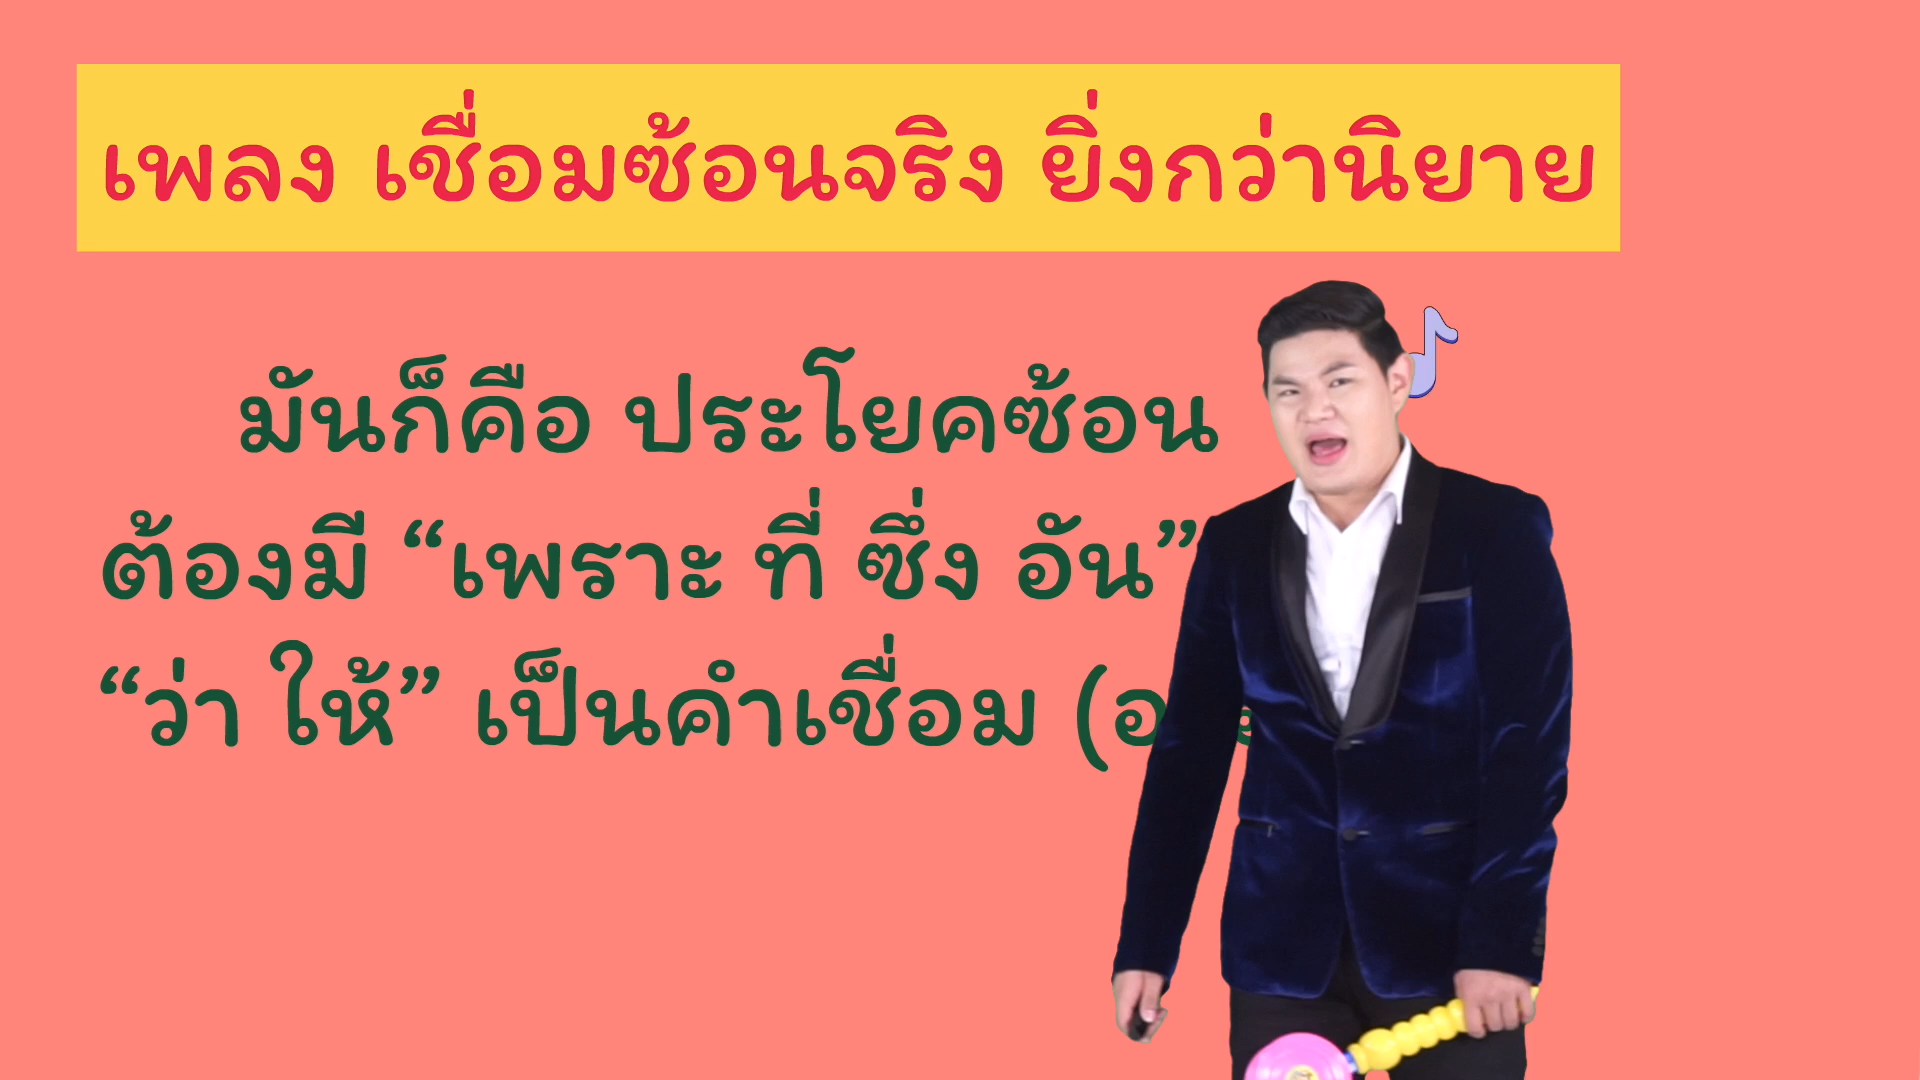 เพลง เชื่อมซ้อนจริง ยิ่งกว่านิยาย
มันก็คือ ประโยคซ้อน
ต้องมี “เพราะ ที่ ซึ่ง อัน”
“ว่า ให้” เป็นคำเชื่อม